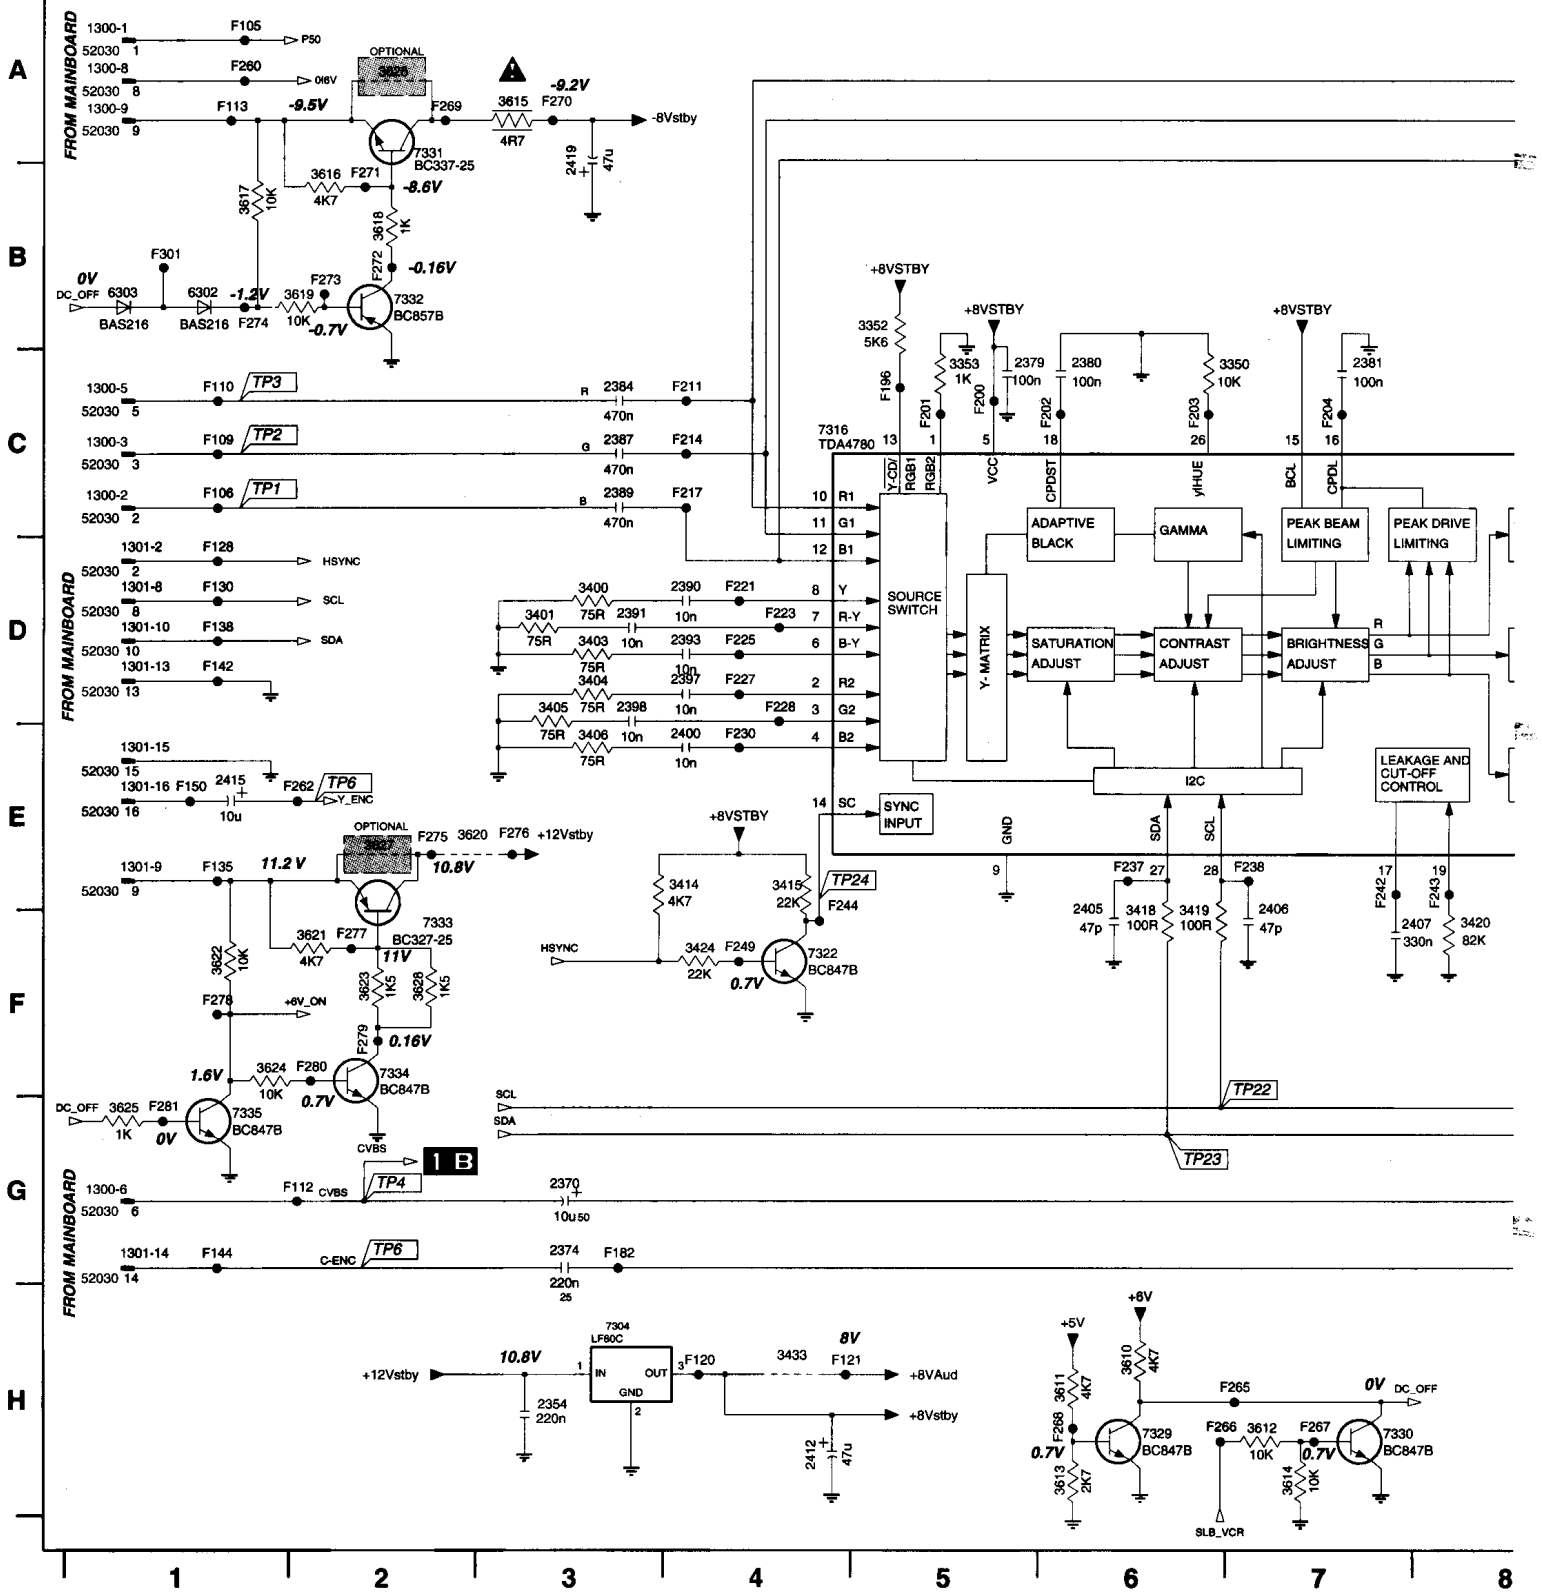 A
FROM MAINBOARD
1300-1
52030 1
F105
P50
1300-8
52030 8
F260
0I6V
1300-9
52030 9
F113
-9.5V
OPTIONAL
3626
F269
3615
4R7
F270
-9.2V
-8Vstby
7331
BC337-25
2419
+
47u
B
3617
10K
3616
4K7
F271
-8.6V
3618
1K
F272
-0.16V
F301
0V
DC_OFF
6303
BAS216
6302
BAS216
-1.2V
F274
3619
10K
F273
-0.7V
7332
BC857B
+8VSTBY
3352
5K6
F196
3353
1K
F201
+8VSTBY
2379
100n
F200
2380
100n
F202
3350
10K
F203
+8VSTBY
2381
100n
F204
C
1300-5
52030 5
F110
TP3
R
2384
470n
F211
1300-3
52030 3
F109
TP2
G
2387
470n
F214
1300-2
52030 2
F106
TP1
B
2389
470n
F217
7316
TDA4780
13
1
5
18
26
15
16
Y-CD/
RGB1
RGB2
VCC
CPDST
yIHUE
BCL
CPDL
10 R1
11 G1
12 B1
ADAPTIVE
BLACK
GAMMA
PEAK BEAM
LIMITING
PEAK DRIVE
LIMITING
D
FROM MAINBOARD
1301-2
52030 2
F128
HSYNC
1301-8
52030 8
F130
SCL
1301-10
52030 10
F138
SDA
1301-13
52030 13
F142
3400
75R
2390
10n
F221
8 Y
3401
75R
2391
10n
F223
7 R-Y
3403
75R
2393
10n
F225
6 B-Y
3404
75R
2397
10n
F227
2 R2
3405
75R
2398
10n
F228
3 G2
3406
75R
2400
10n
F230
4 B2
SOURCE
SWITCH
Y- MATRIX
SATURATION
ADJUST
CONTRAST
ADJUST
BRIGHTNESS
ADJUST
R
G
B
E
1301-15
52030 15
1301-16
52030 16
F150
2415
+
10u
F262
TP6
Y_ENC
OPTIONAL
3627
F275
10.8V
3620
F276
+12Vstby
1301-9
52030 9
F135
11.2 V
+8VSTBY
14 SC
SYNC
INPUT
I2C
LEAKAGE AND
CUT-OFF
CONTROL
GND
SDA
SCL
9
F237
27
28
F238
17
F242
19
F243
3414
4K7
3415
22K
TP24
F244
2405
47p
3418
100R
3419
100R
2406
47p
2407
330n
3420
82K
F
3622
10K
3621
4K7
F277
11V
7333
BC327-25
3623
1K5
3628
1K5
HSYNC
3424
22K
F249
0.7V
7322
BC847B
F278
+6V_ON
F279
0.16V
1.6V
3624
10K
F280
0.7V
7334
BC847B
DC_OFF
3625
1K
F281
0V
7335
BC847B
SCL
SDA
TP22
TP23
CVBS
1 B
G
FROM MAINBOARD
1300-6
52030 6
F112
CVBS
TP4
2370
+
10u 50
1301-14
52030 14
F144
C-ENC
TP6
2374
220n
25
F182
H
+12Vstby
10.8V
2354
220n
7304
LF80C
1
IN
OUT
GND
2
3
F120
3433
8V
F121
+8VAud
+8Vstby
2412
+
47u
+5V
3611
4K7
F268
0.7V
3613
2K7
+6V
3610
4K7
7329
BC847B
F265
F266
3612
10K
F267
0.7V
3614
10K
0V
DC_OFF
7330
BC847B
SLB_VCR
1
2
3
4
5
6
7
8